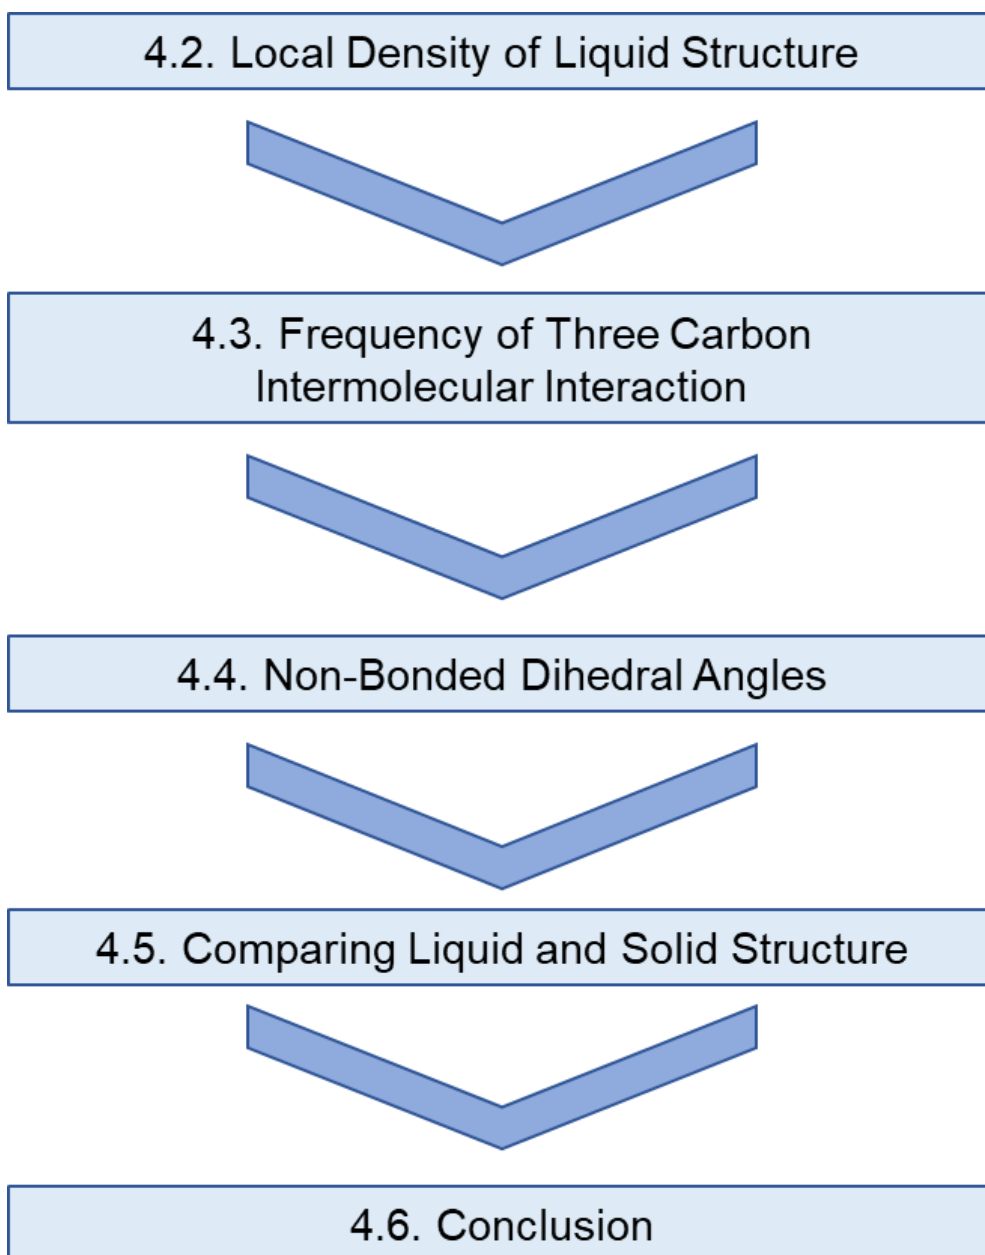 4.2. Local Density of Liquid Structure
4.3. Frequency of Three Carbon
Intermolecular Interaction
4.4. Non-Bonded Dihedral Angles
4.5. Comparing Liquid and Solid Structure
4.6. Conclusion